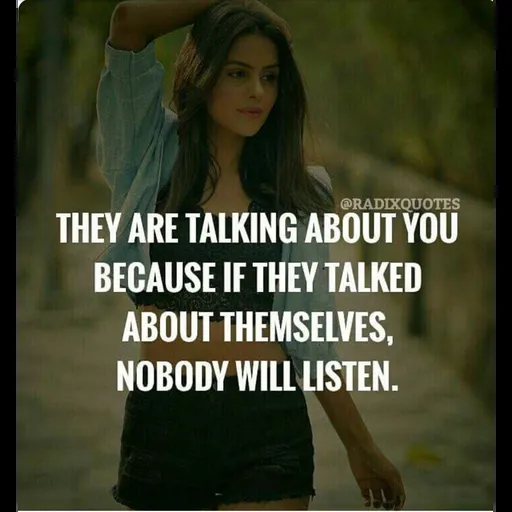 @RADIXQUOTES
THEY ARE TALKING ABOUT YOU
BECAUSE IF THEY TALKED
ABOUT THEMSELVES,
NOBODY WILL LISTEN.